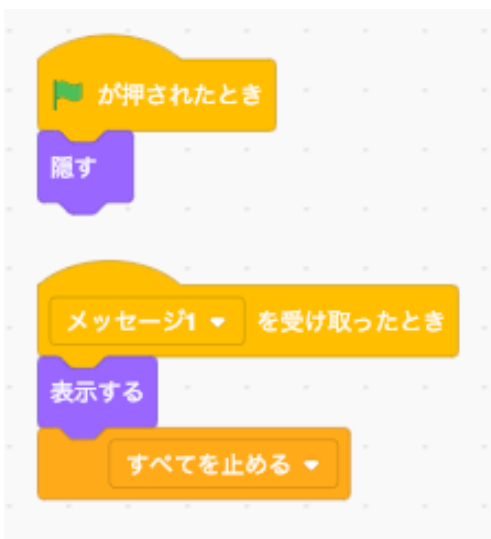 が押されたとき
隠す
メッセージ1 を受け取ったとき
表示する
すべてを止める